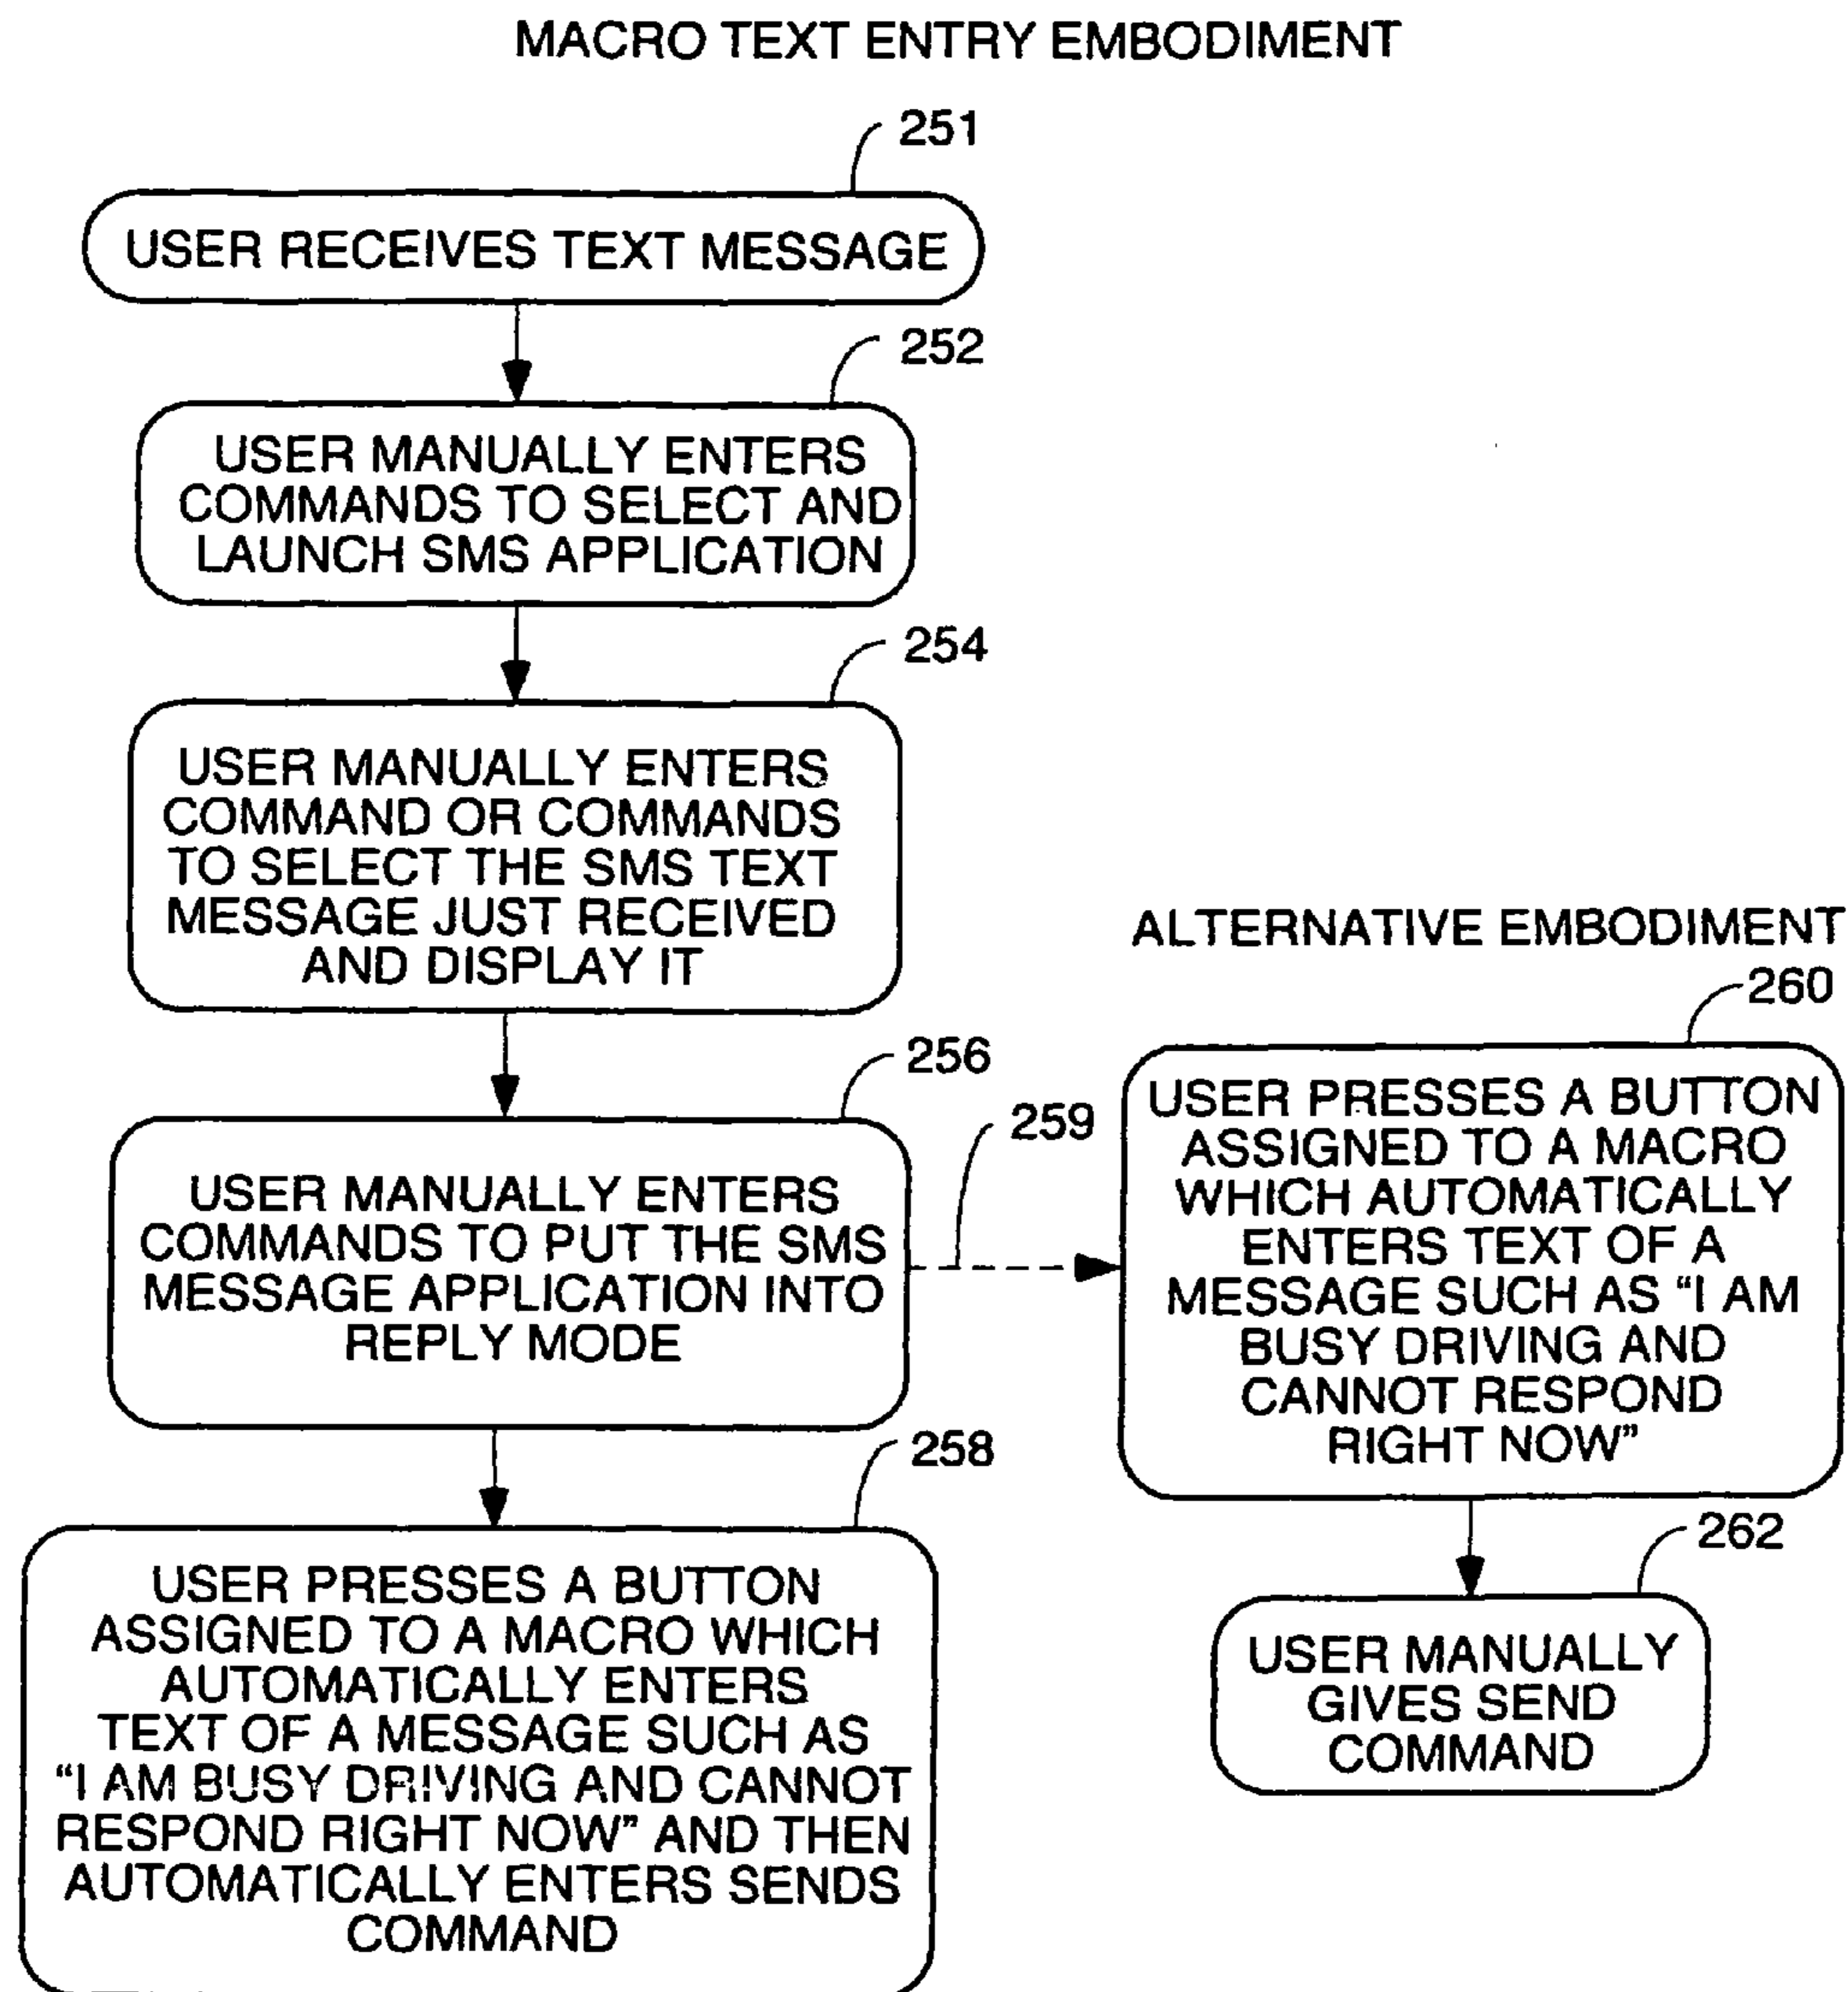 MACRO TEXT ENTRY EMBODIMENT
251
USER RECEIVES TEXT MESSAGE
252
USER MANUALLY ENTERS
COMMANDS TO SELECT AND
LAUNCH SMS APPLICATION
254
USER MANUALLY ENTERS
COMMAND OR COMMANDS
TO SELECT THE SMS TEXT
MESSAGE JUST RECEIVED
AND DISPLAY IT
256
USER MANUALLY ENTERS
COMMANDS TO PUT THE SMS
MESSAGE APPLICATION INTO
REPLY MODE
258
USER PRESSES A BUTTON
ASSIGNED TO A MACRO WHICH
AUTOMATICALLY ENTERS
TEXT OF A MESSAGE SUCH AS
“I AM BUSY DRIVING AND CANNOT
RESPOND RIGHT NOW” AND THEN
AUTOMATICALLY ENTERS SENDS
COMMAND
259
ALTERNATIVE EMBODIMENT
260
USER PRESSES A BUTTON
ASSIGNED TO A MACRO
WHICH AUTOMATICALLY
ENTERS TEXT OF A
MESSAGE SUCH AS “I AM
BUSY DRIVING AND
CANNOT RESPOND
RIGHT NOW”
262
USER MANUALLY
GIVES SEND
COMMAND